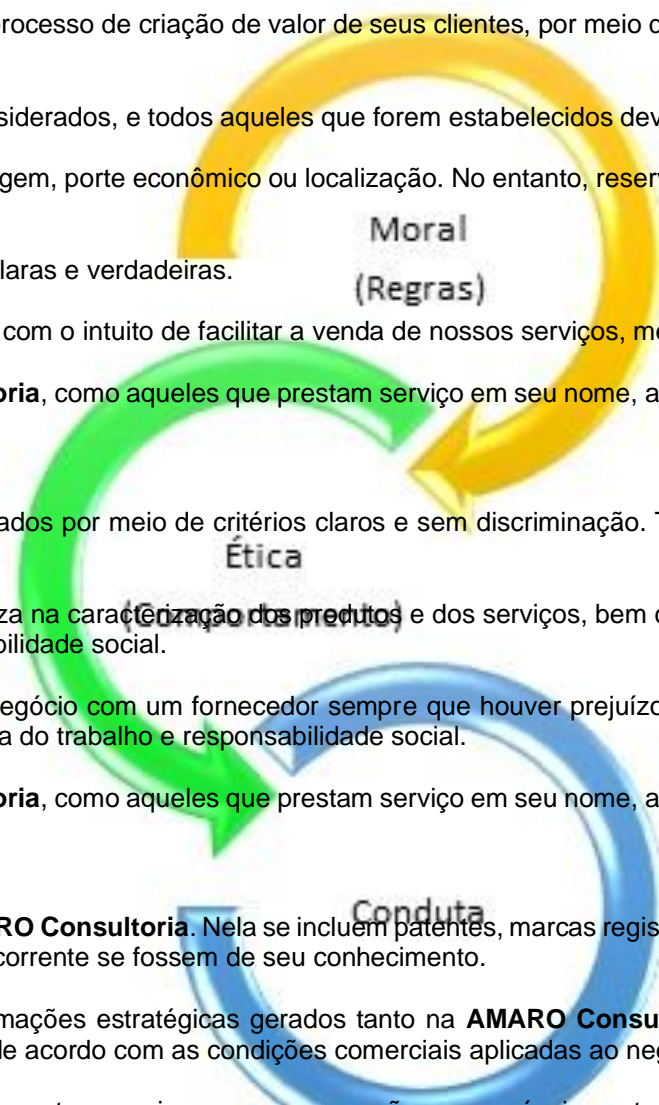 rocesso de criação de valor de seus clientes, por meio d
siderados, e todos aqueles que forem estabelecidos dev
gem, porte econômico ou localização. No entanto, reser
Moral
(Regras)
laras e verdadeiras.
com o intuito de facilitar a venda de nossos serviços, me
oria, como aqueles que prestam serviço em seu nome, a
ados por meio de critérios claros e sem discriminação. T
Ética
(Comportamento)
za na caracterização dos produtos e dos serviços, bem c
bilidade social.
egócio com um fornecedor sempre que houver prejuízo
a do trabalho e responsabilidade social.
oria, como aqueles que prestam serviço em seu nome, a
Conduta
RO Consultoria. Nela se incluem patentes, marcas regis
corrente se fossem de seu conhecimento.
mações estratégicas gerados tanto na AMARO Consu
de acordo com as condições comerciais aplicadas ao neg